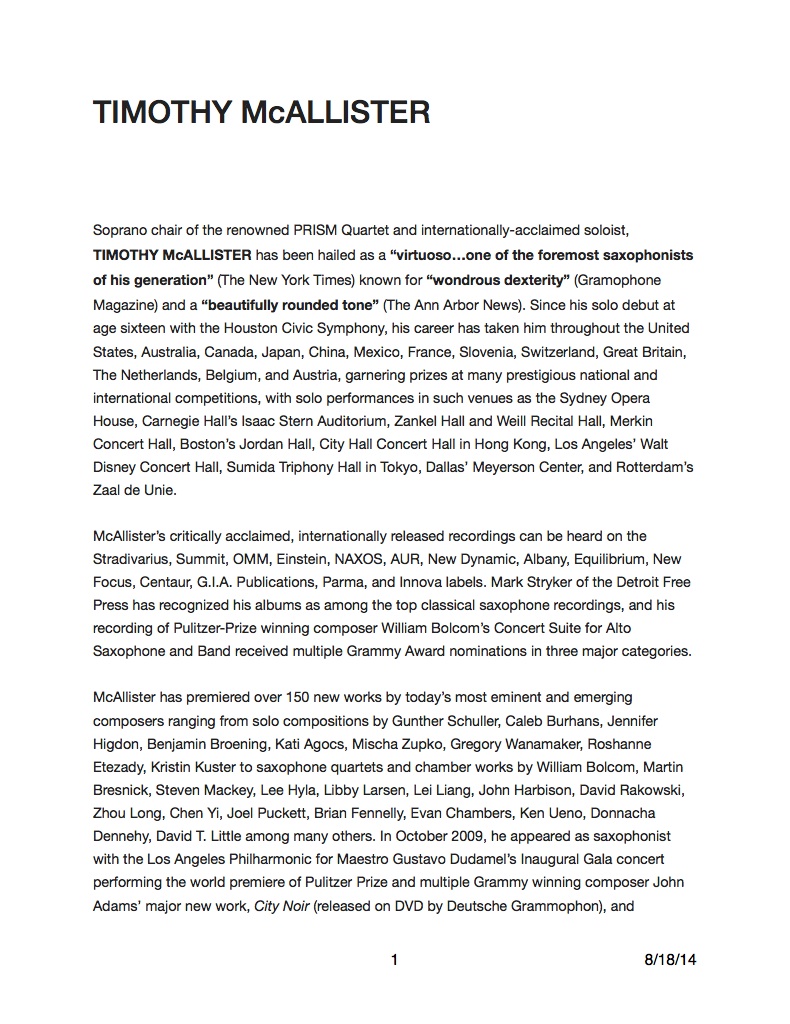 TIMOTHY McALLISTER
Soprano chair of the renowned PRISM Quartet and internationally-acclaimed soloist,
TIMOTHY McALLISTER has been hailed as a “virtuoso…one of the foremost saxophonists
of his generation” (The New York Times) known for “wondrous dexterity” (Gramophone
Magazine) and a “beautifully rounded tone” (The Ann Arbor News). Since his solo debut at
age sixteen with the Houston Civic Symphony, his career has taken him throughout the United
States, Australia, Canada, Japan, China, Mexico, France, Slovenia, Switzerland, Great Britain,
The Netherlands, Belgium, and Austria, garnering prizes at many prestigious national and
international competitions, with solo performances in such venues as the Sydney Opera
House, Carnegie Hall’s Isaac Stern Auditorium, Zankel Hall and Weill Recital Hall, Merkin
Concert Hall, Boston’s Jordan Hall, City Hall Concert Hall in Hong Kong, Los Angeles’ Walt
Disney Concert Hall, Sumida Triphony Hall in Tokyo, Dallas’ Meyerson Center, and Rotterdam’s
Zaal de Unie.
McAllister’s critically acclaimed, internationally released recordings can be heard on the
Stradivarius, Summit, OMM, Einstein, NAXOS, AUR, New Dynamic, Albany, Equilibrium, New
Focus, Centaur, G.I.A. Publications, Parma, and Innova labels. Mark Stryker of the Detroit Free
Press has recognized his albums as among the top classical saxophone recordings, and his
recording of Pulitzer-Prize winning composer William Bolcom’s Concert Suite for Alto
Saxophone and Band received multiple Grammy Award nominations in three major categories.
McAllister has premiered over 150 new works by today’s most eminent and emerging
composers ranging from solo compositions by Gunther Schuller, Caleb Burhans, Jennifer
Higdon, Benjamin Broening, Kati Agocs, Mischa Zupko, Gregory Wanamaker, Roshanne
Etezady, Kristin Kuster to saxophone quartets and chamber works by William Bolcom, Martin
Bresnick, Steven Mackey, Lee Hyla, Libby Larsen, Lei Liang, John Harbison, David Rakowski,
Zhou Long, Chen Yi, Joel Puckett, Brian Fennelly, Evan Chambers, Ken Ueno, Donnacha
Dennehy, David T. Little among many others. In October 2009, he appeared as saxophonist
with the Los Angeles Philharmonic for Maestro Gustavo Dudamel’s Inaugural Gala concert
performing the world premiere of Pulitzer Prize and multiple Grammy winning composer John
Adams’ major new work, City Noir (released on DVD by Deutsche Grammophon), and
1
8/18/14